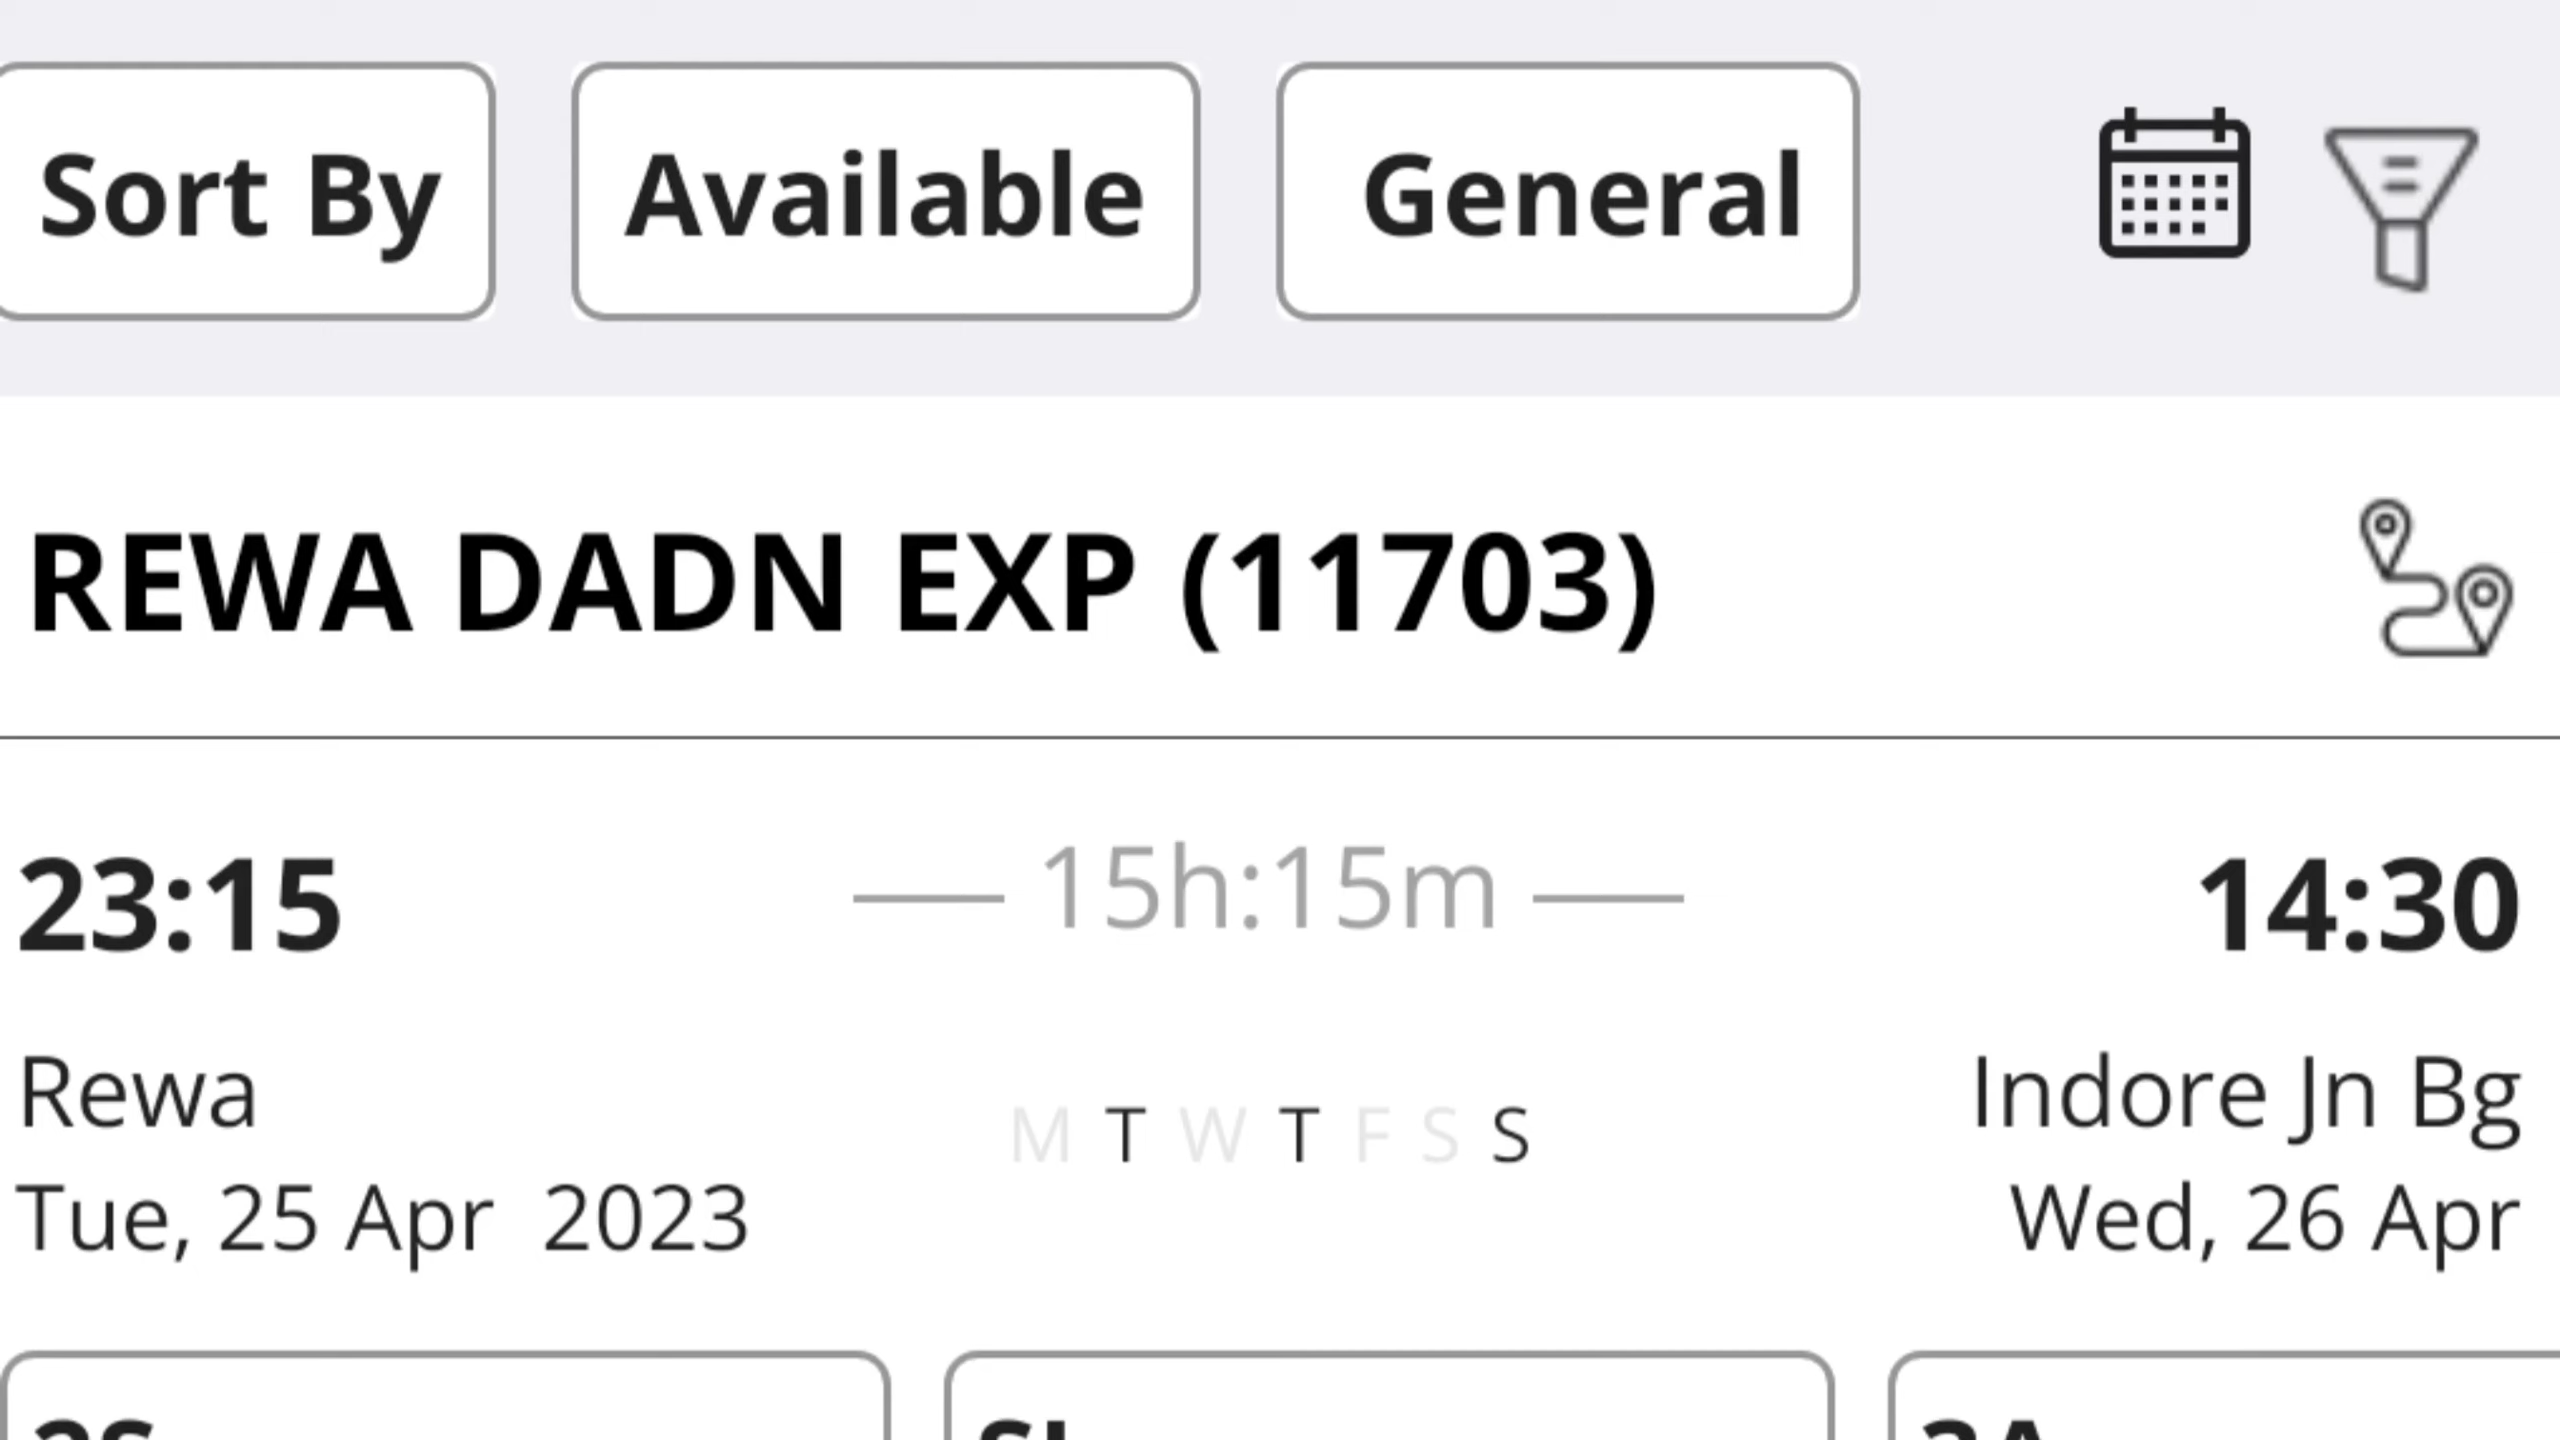 Sort By Available General
REWA DADN EXP (11703)
23:15 15h:15m 14:30
Rewa M T W T F S S Indore Jn Bg
Tue, 25 Apr 2023 Wed, 26 Apr